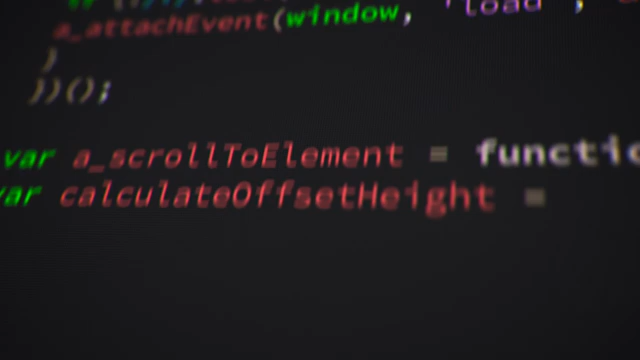 a_attachEvent(window, 'load',
)
})();
var a_scrollToElement = functio
var calculateOffsetHeight =